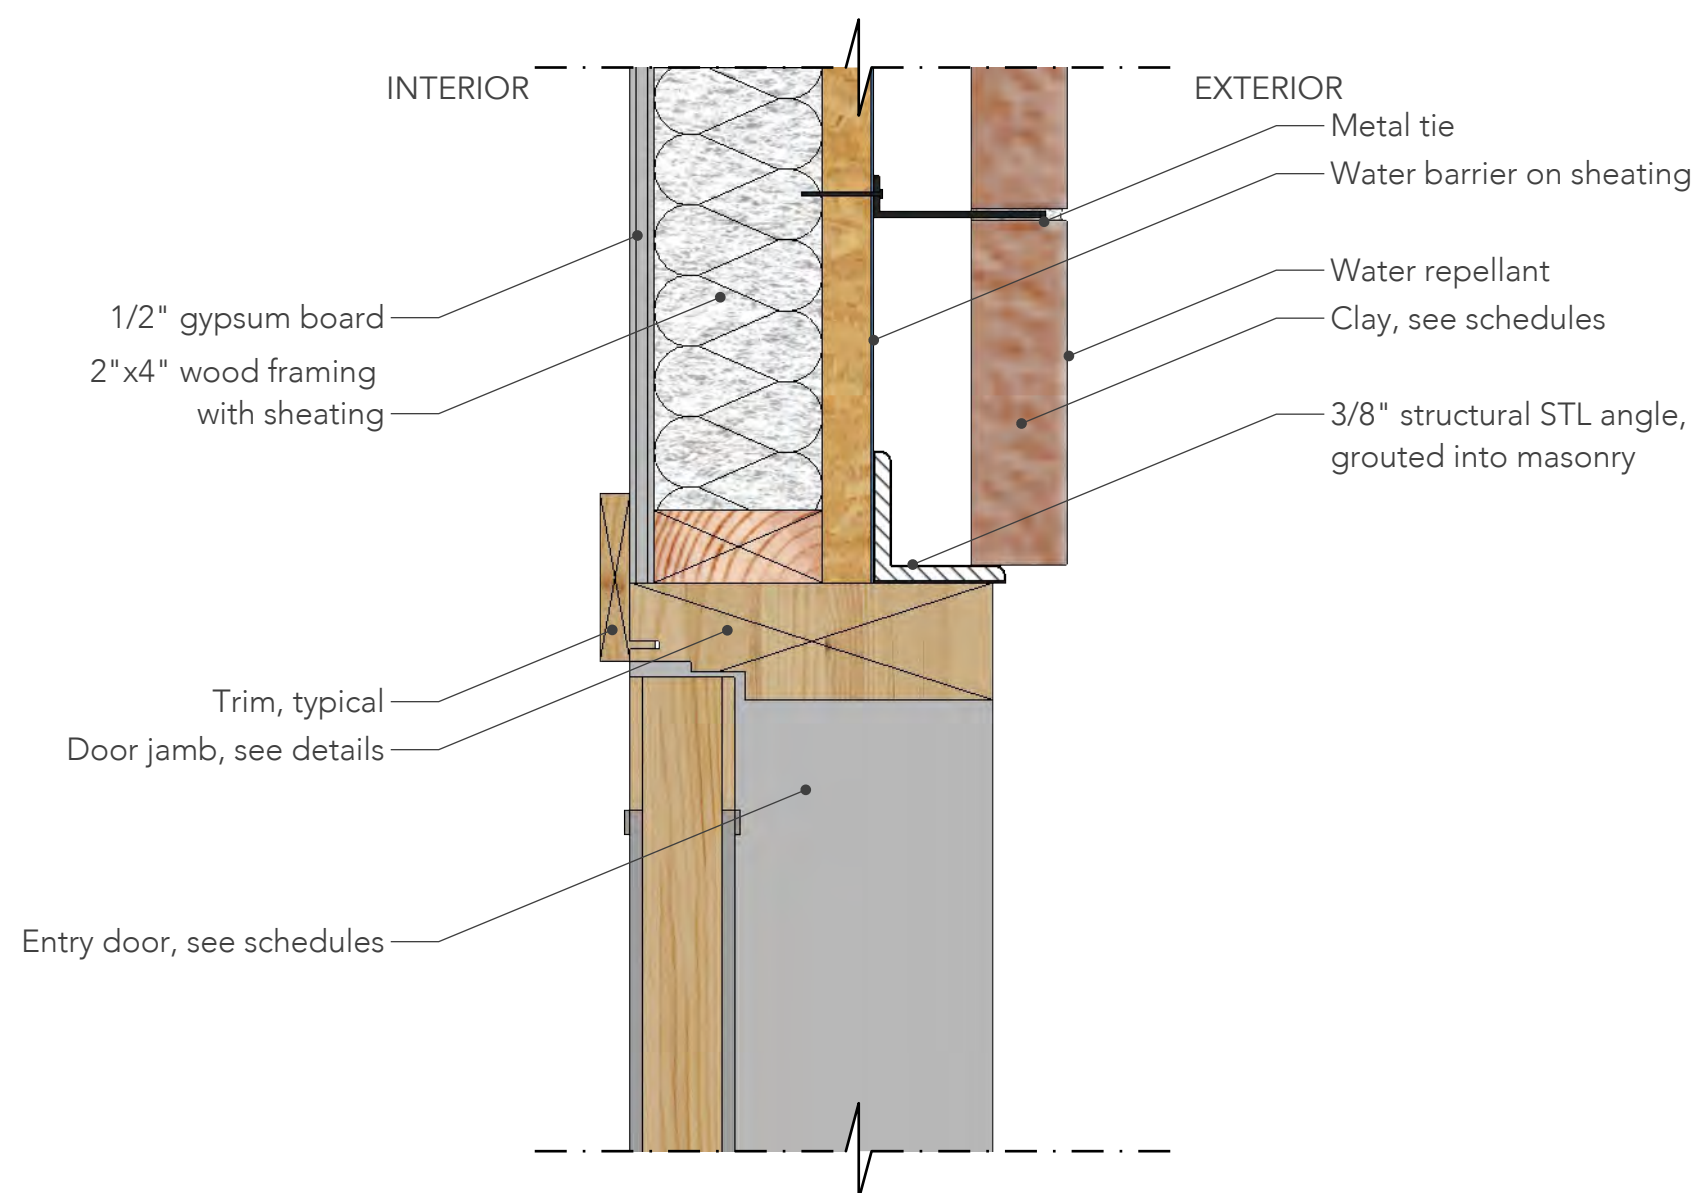 INTERIOR
EXTERIOR
Metal tie
Water barrier on sheating
Water repellant
Clay, see schedules
3/8" structural STL angle,
grouted into masonry
1/2" gypsum board
2"x4" wood framing
with sheating
Trim, typical
Door jamb, see details
Entry door, see schedules